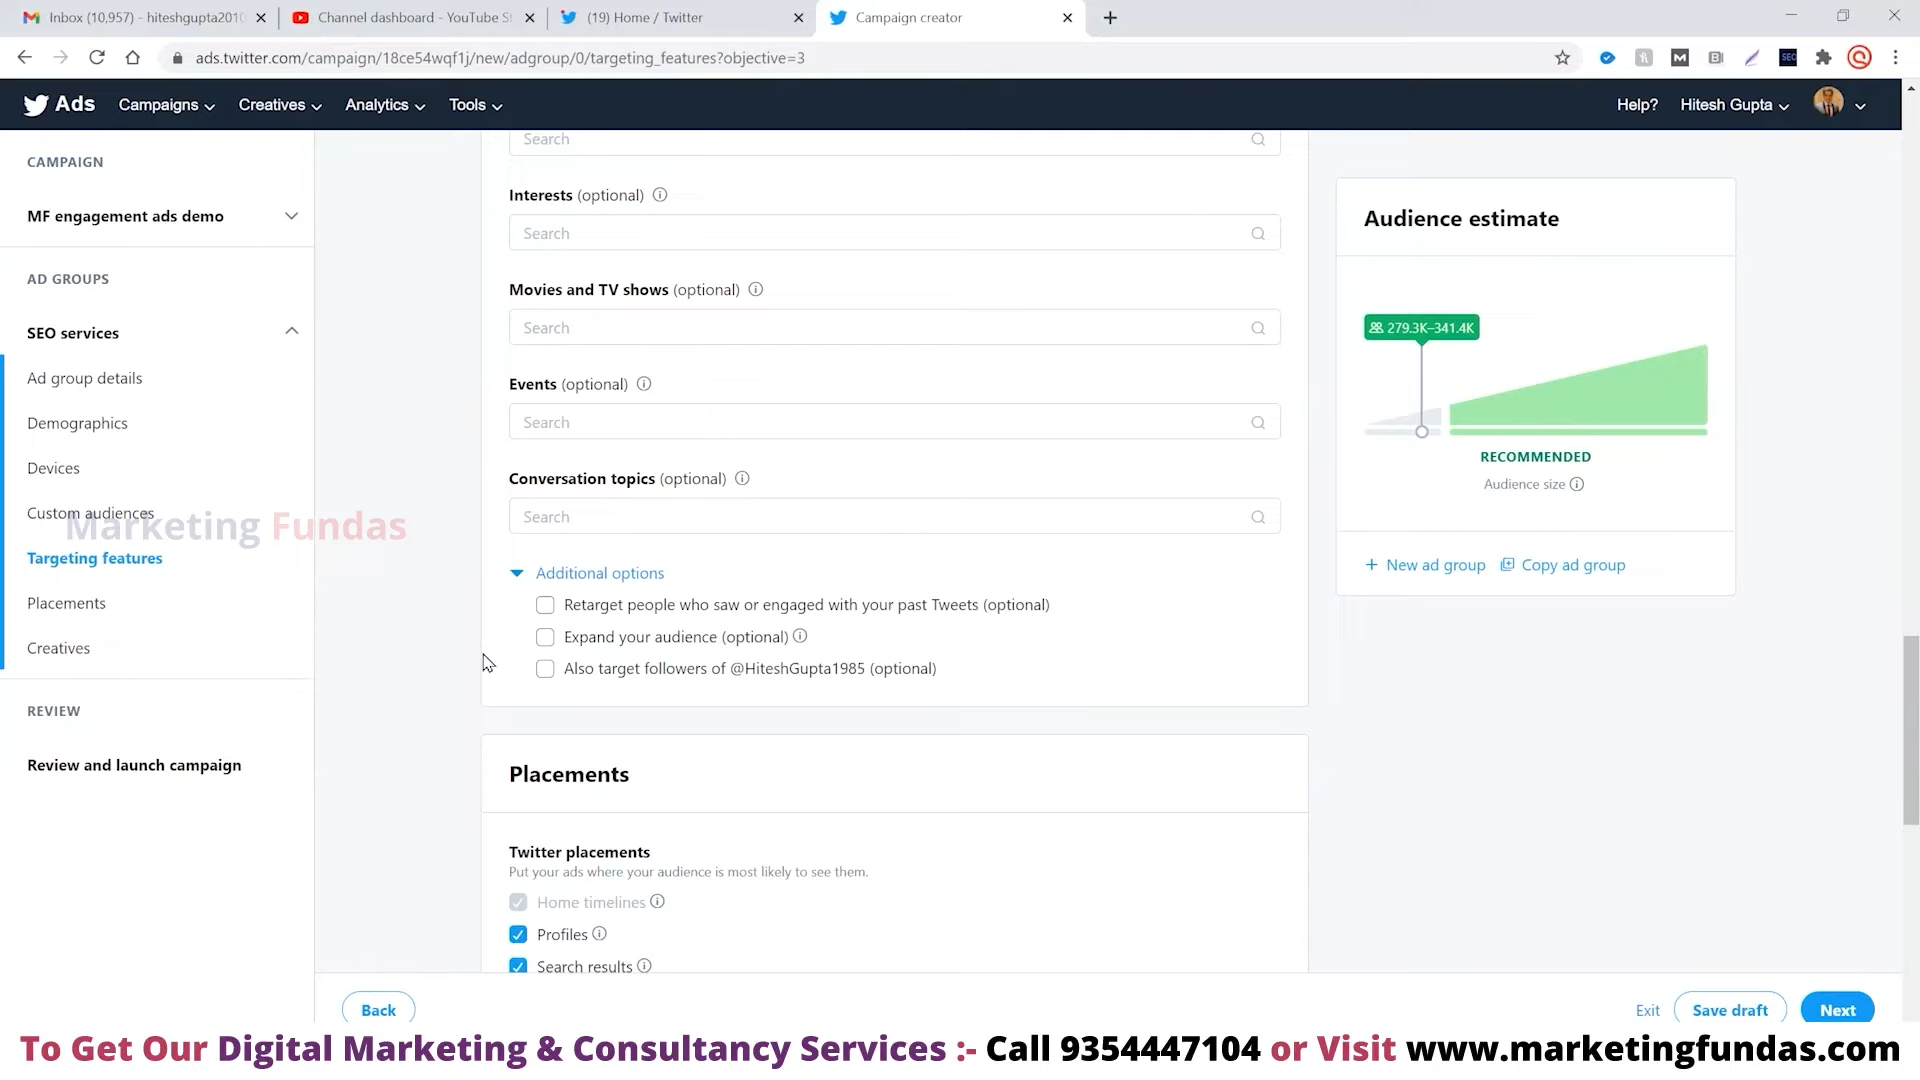 Inbox (10,957) - hiteshgupta2010
Channel dashboard - YouTube S
(19) Home / Twitter
Campaign creator
ads.twitter.com/campaign/18ce54wqf1j/new/adgroup/0/targeting_features?objective=3
Ads
Campaigns
Creatives
Analytics
Tools
Help?
Hitesh Gupta
CAMPAIGN
MF engagement ads demo
AD GROUPS
SEO services
Ad group details
Demographics
Devices
Custom audiences
Targeting features
Placements
Creatives
REVIEW
Review and launch campaign
Marketing Fundas
Search
Interests (optional)
Search
Movies and TV shows (optional)
Search
Events (optional)
Search
Conversation topics (optional)
Search
Additional options
Retarget people who saw or engaged with your past Tweets (optional)
Expand your audience (optional)
Also target followers of @HiteshGupta1985 (optional)
Placements
Twitter placements
Put your ads where your audience is most likely to see them.
Home timelines
Profiles
Search results
Audience estimate
279.3K–341.4K
RECOMMENDED
Audience size
+ New ad group
Copy ad group
Back
Exit
Save draft
Next
To Get Our Digital Marketing & Consultancy Services :- Call 9354447104 or Visit www.marketingfundas.com